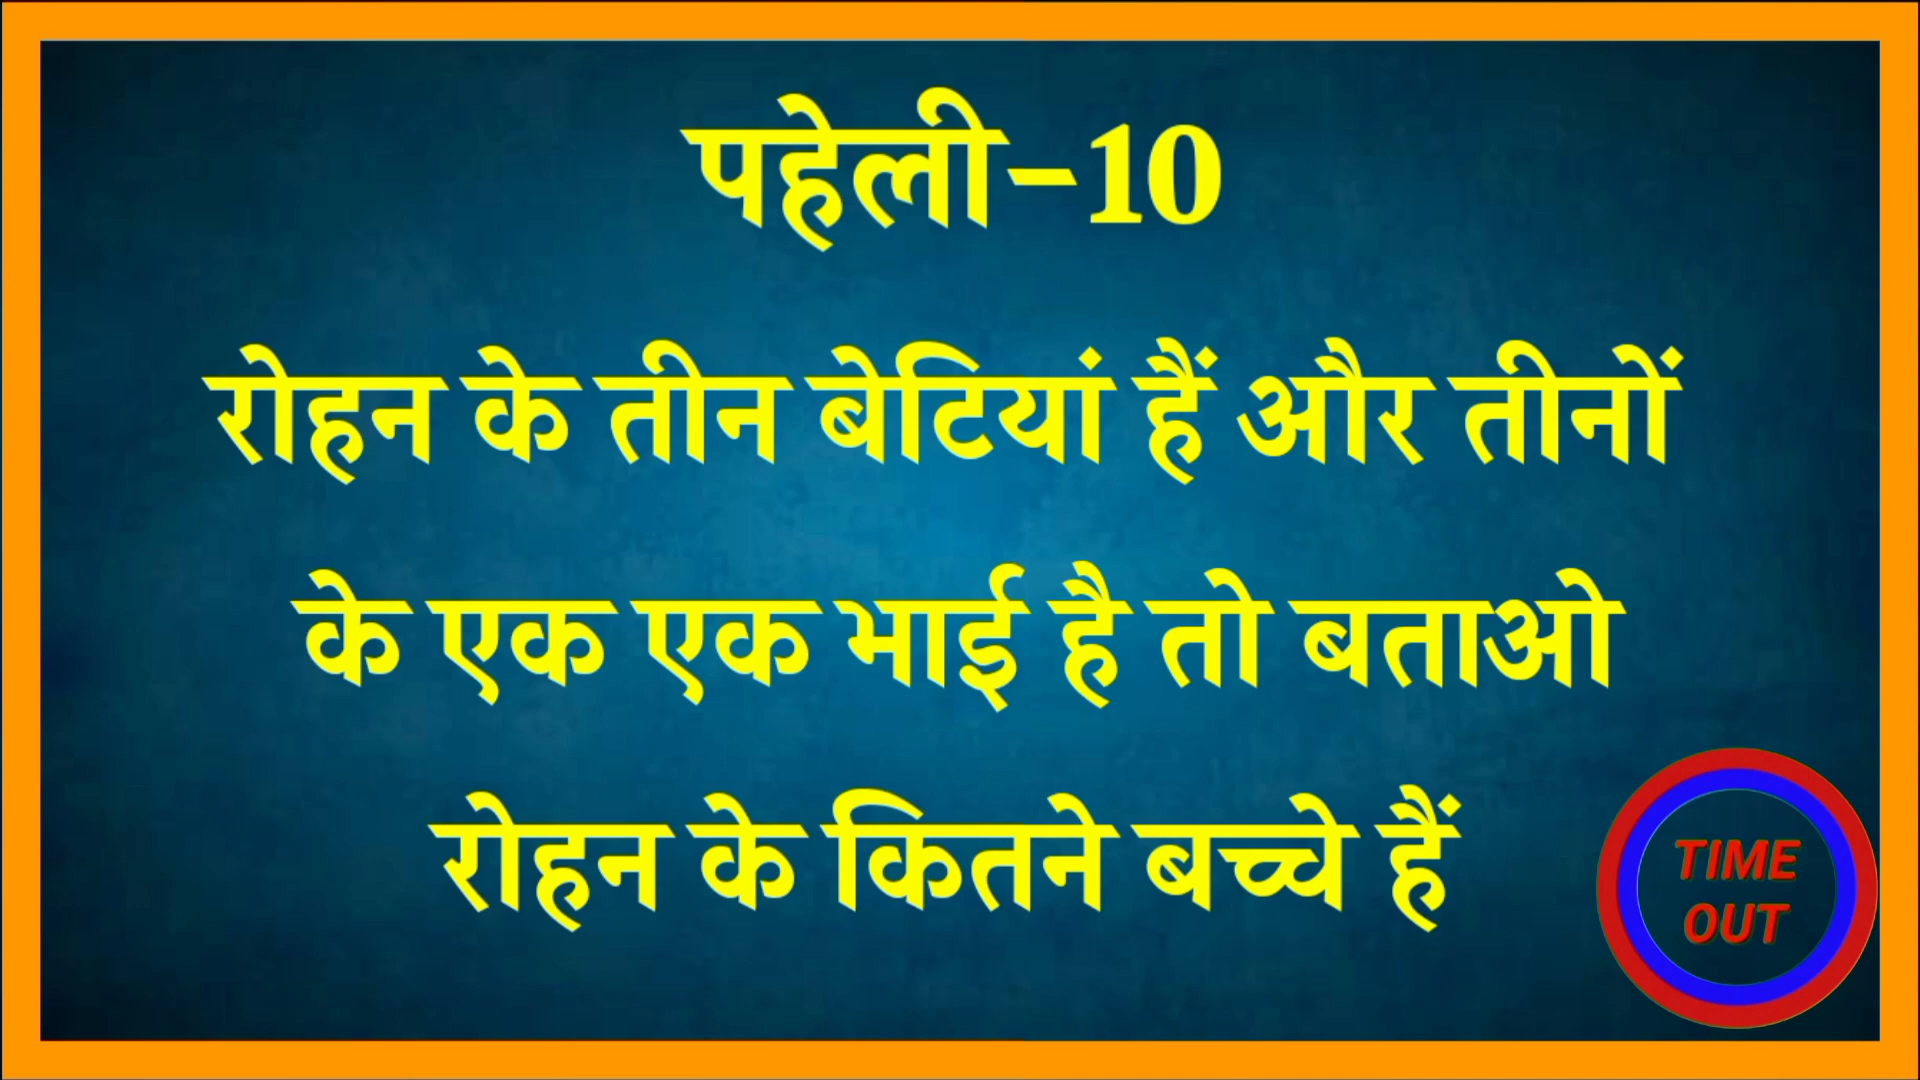 पहेली-10
रोहन के तीन बेटियां हैं और तीनों
के एक एक भाई है तो बताओ
रोहन के कितने बच्चे हैं
TIME
OUT